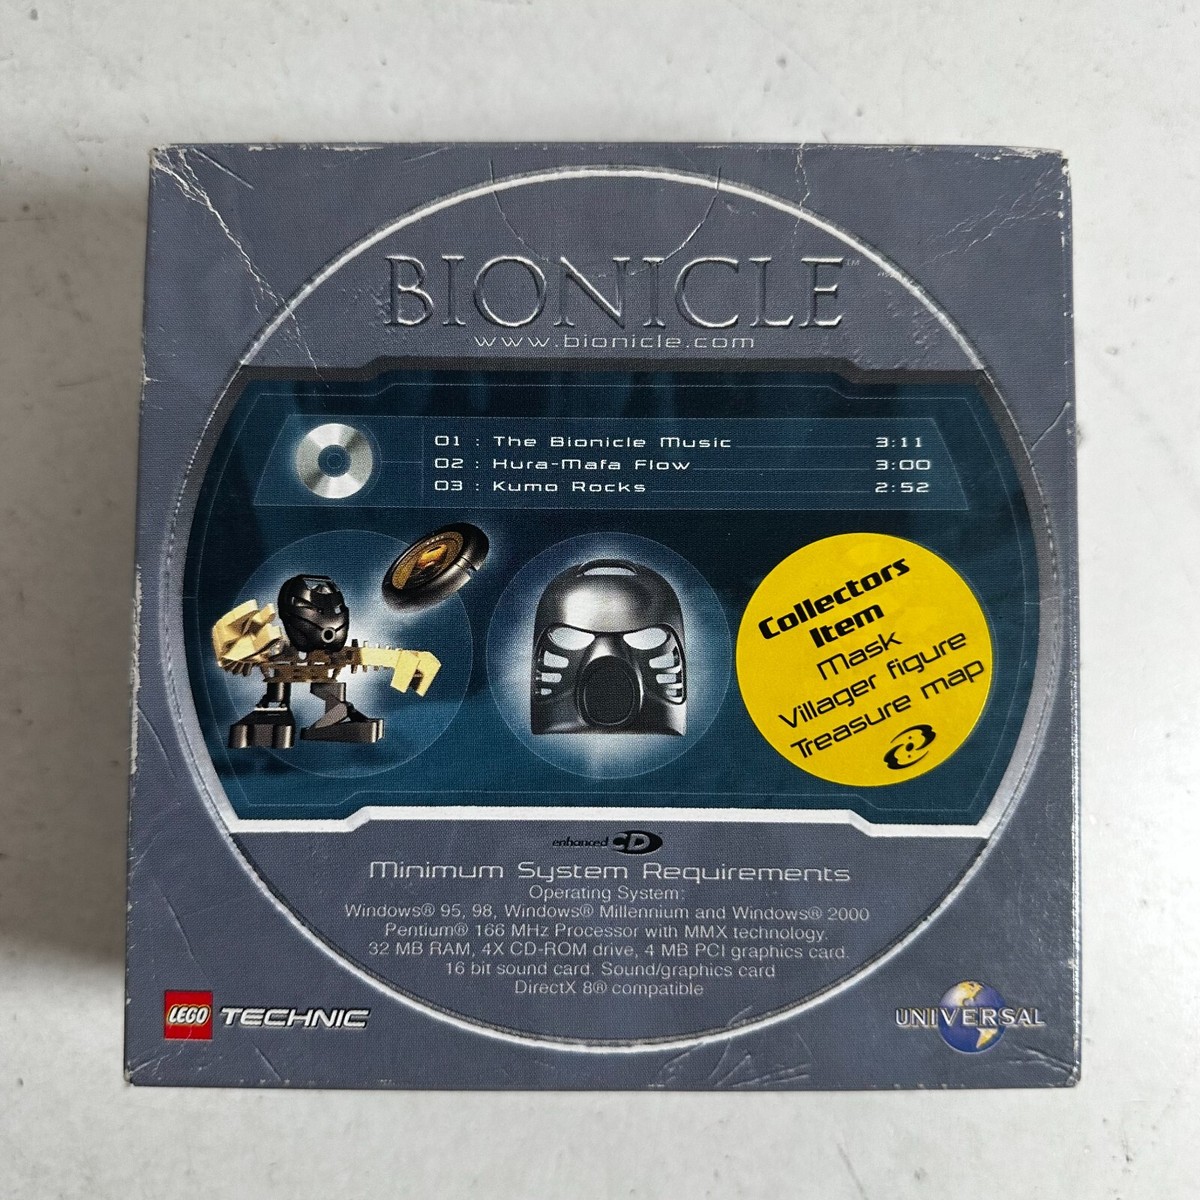 BIONICLE™
www.bionicle.com
01 : The Bionicle Music 3:11
02 : Hura-Mafa Flow 3:00
03 : Kumo Rocks 2:52
Collectors
Item
Mask
Villager figure
Treasure map
enhanced CD
Minimum System Requirements
Operating System:
Windows® 95, 98, Windows® Millennium and Windows® 2000
Pentium® 166 MHz Processor with MMX technology.
32 MB RAM, 4X CD-ROM drive, 4 MB PCI graphics card.
16 bit sound card. Sound/graphics card
DirectX 8® compatible
LEGO TECHNIC
UNIVERSAL